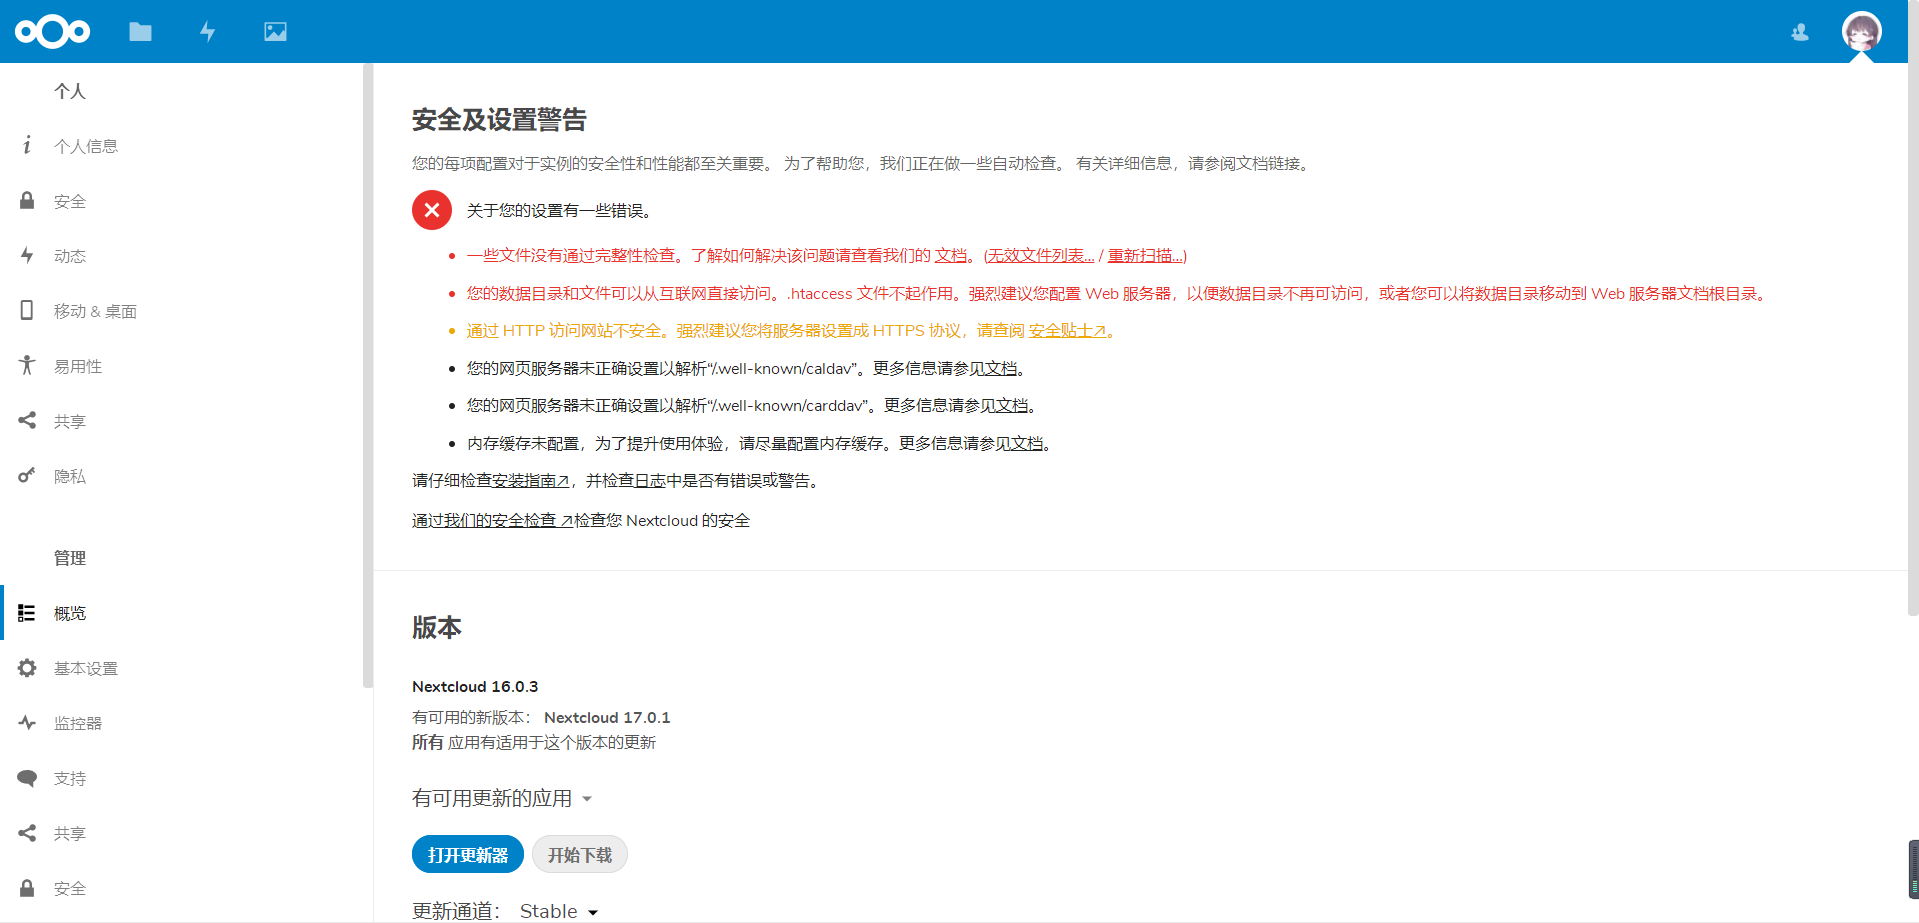 个人
个人信息
安全
动态
移动 & 桌面
易用性
共享
隐私
管理
概览
基本设置
监控器
支持
共享
安全
安全及设置警告
您的每项配置对于实例的安全性和性能都至关重要。 为了帮助您，我们正在做一些自动检查。 有关详细信息，请参阅文档链接。
关于您的设置有一些错误。
一些文件没有通过完整性检查。了解如何解决该问题请查看我们的 文档。(无效文件列表... / 重新扫描...)
您的数据目录和文件可以从互联网直接访问。.htaccess 文件不起作用。强烈建议您配置 Web 服务器，以便数据目录不再可访问，或者您可以将数据目录移动到 Web 服务器文档根目录。
通过 HTTP 访问网站不安全。强烈建议您将服务器设置成 HTTPS 协议，请查阅 安全贴士↗。
您的网页服务器未正确设置以解析“/.well-known/caldav”。更多信息请参见文档。
您的网页服务器未正确设置以解析“/.well-known/carddav”。更多信息请参见文档。
内存缓存未配置，为了提升使用体验，请尽量配置内存缓存。更多信息请参见文档。
请仔细检查安装指南↗，并检查日志中是否有错误或警告。
通过我们的安全检查 ↗检查您 Nextcloud 的安全
版本
Nextcloud 16.0.3
有可用的新版本： Nextcloud 17.0.1
所有 应用有适用于这个版本的更新
有可用更新的应用
打开更新器 开始下载
更新通道： Stable